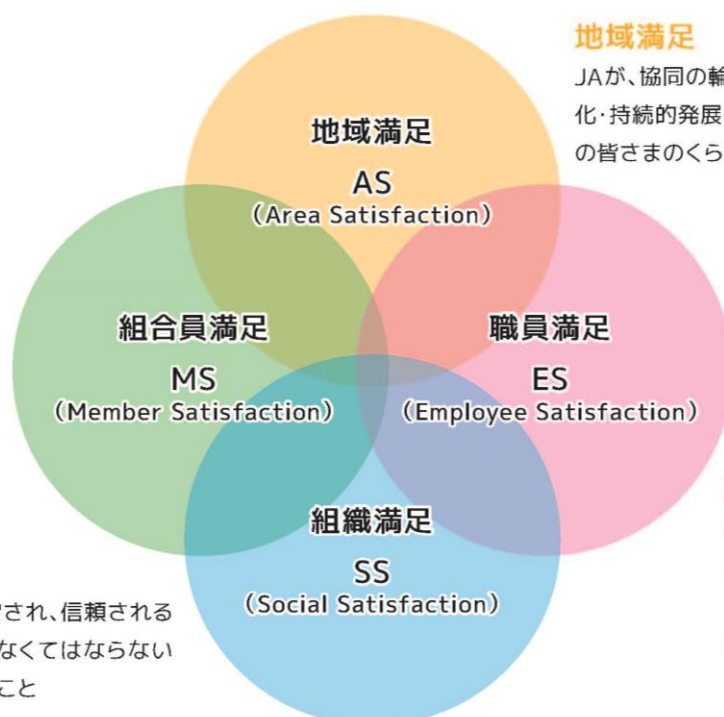 地域満足
JAが、協同の輪
化・持続的発展
の皆さまのくら
地域満足
AS
（Area Satisfaction）
組合員満足
MS
（Member Satisfaction）
職員満足
ES
（Employee Satisfaction）
組織満足
SS
（Social Satisfaction）
され、信頼される
なくてはならない
こと